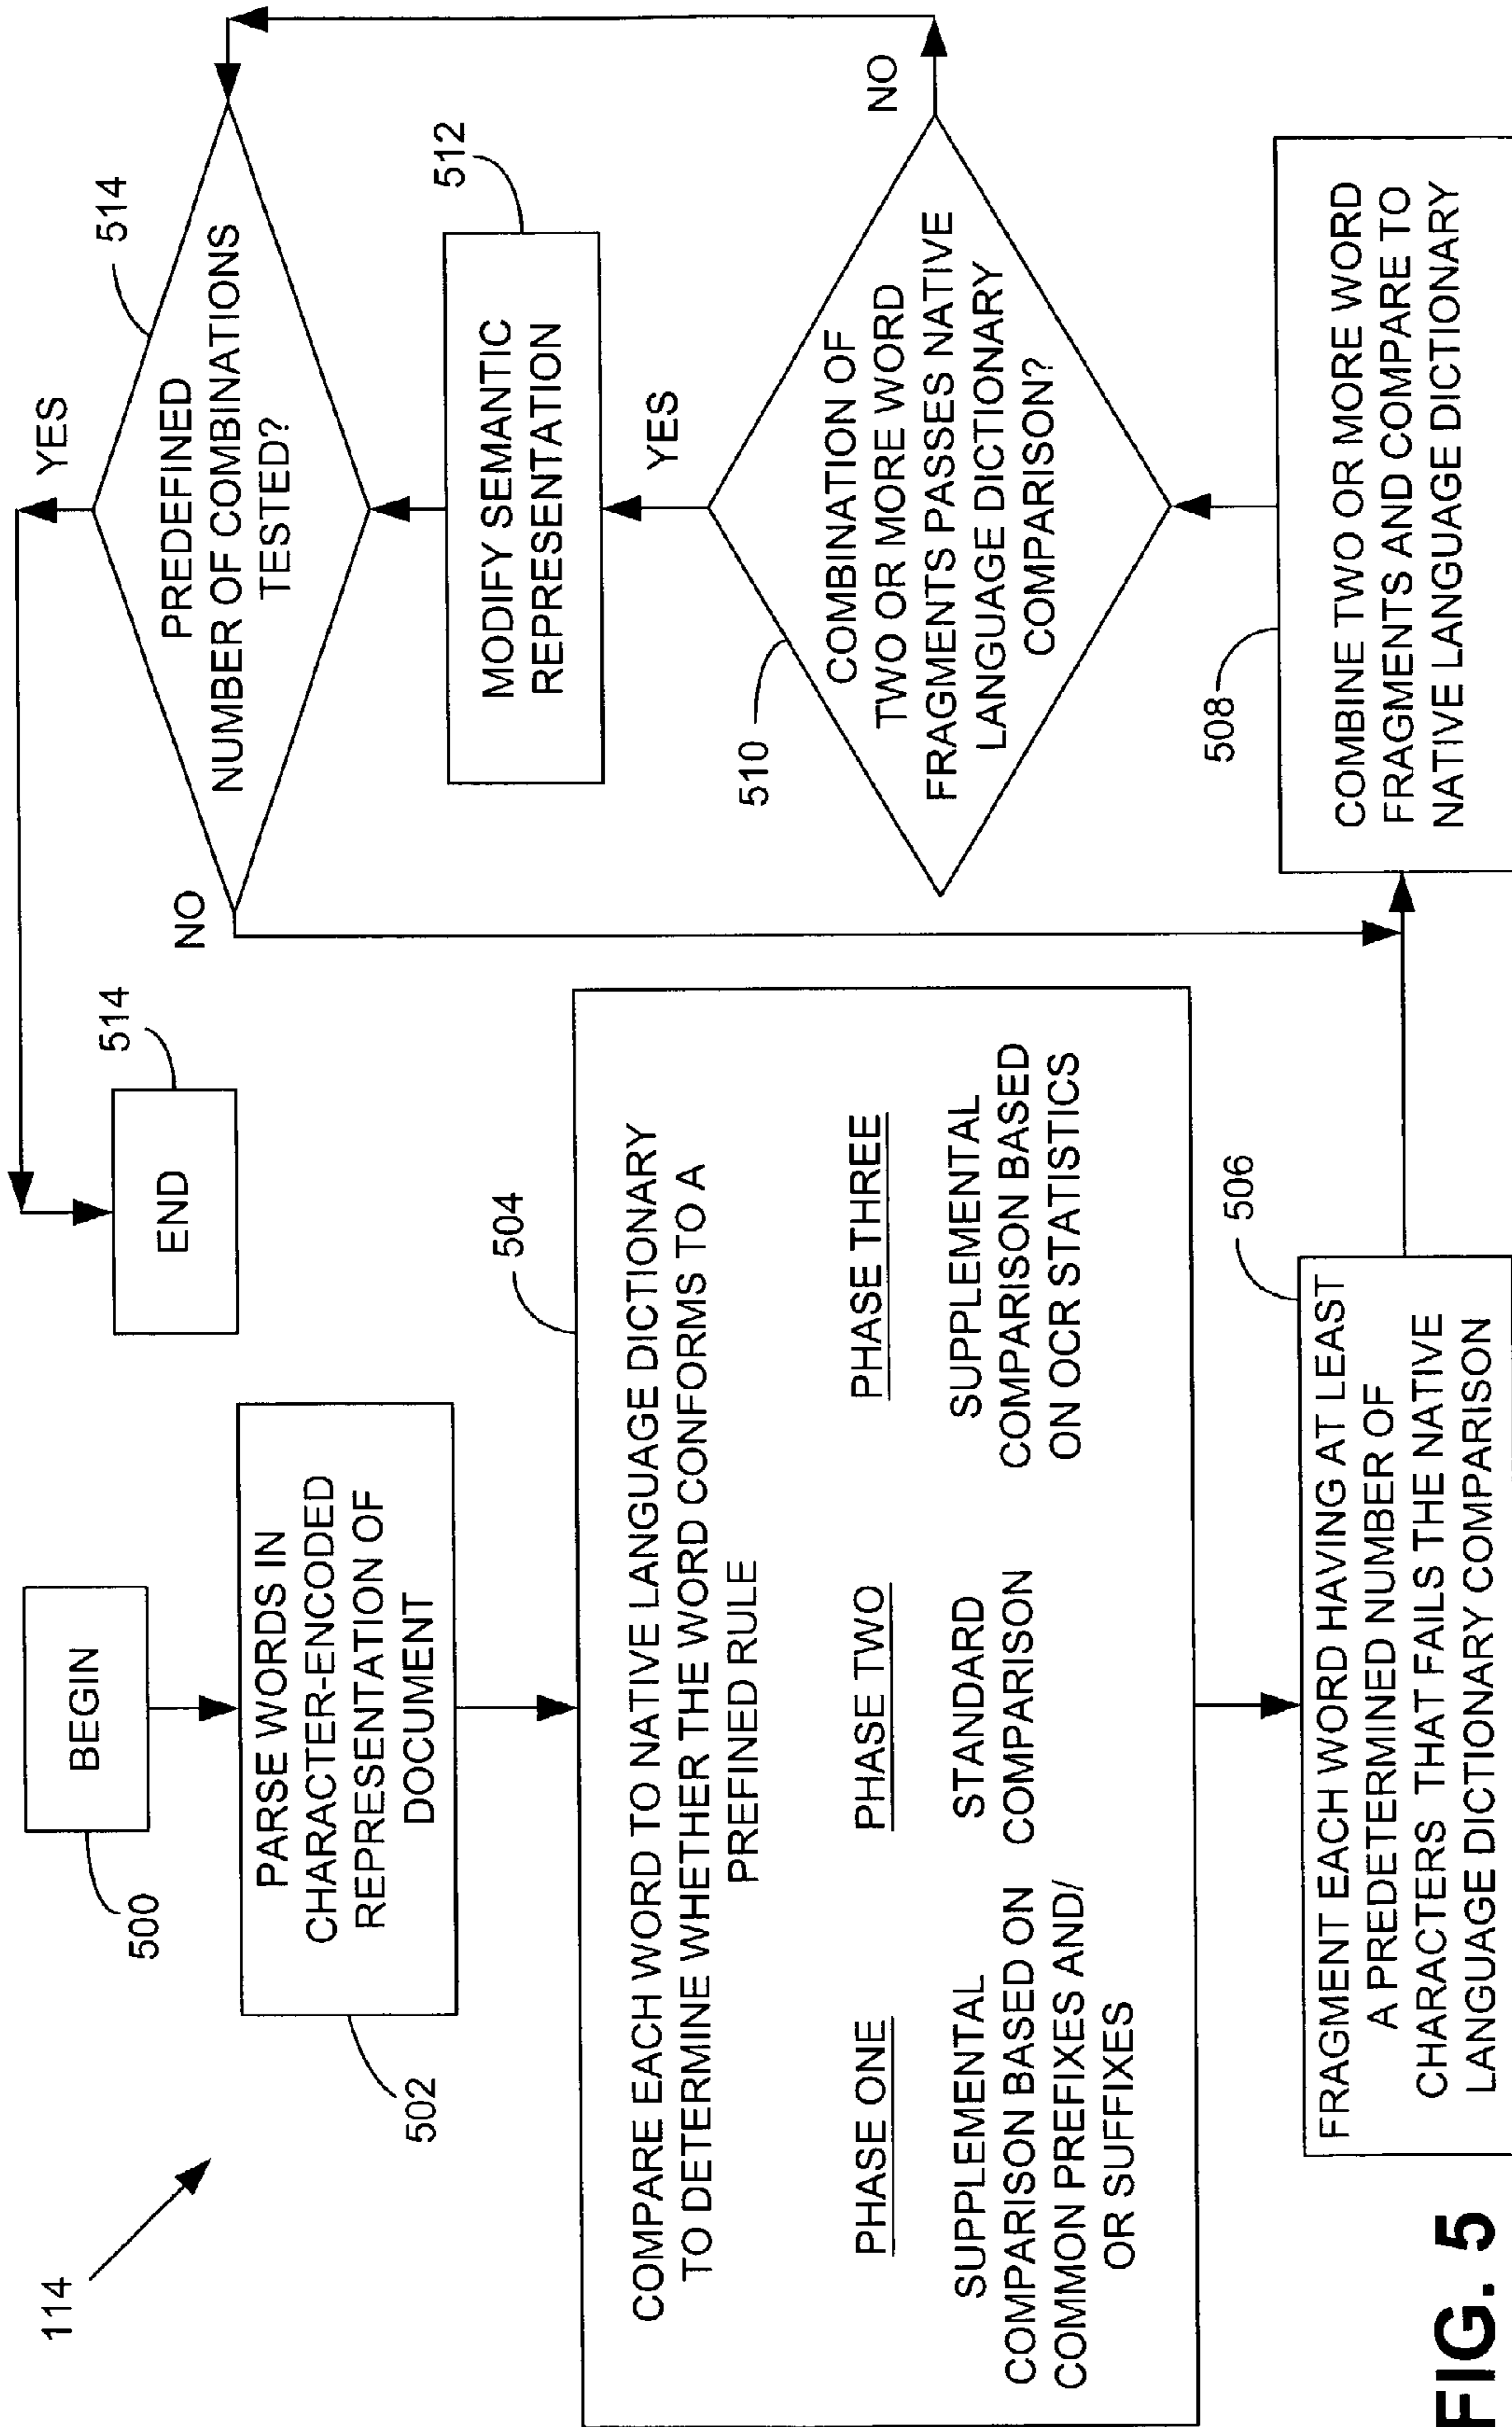 114
BEGIN
500
PARSE WORDS IN
CHARACTER-ENCODED
REPRESENTATION OF
DOCUMENT
502
504
COMPARE EACH WORD TO NATIVE LANGUAGE DICTIONARY
TO DETERMINE WHETHER THE WORD CONFORMS TO A
PREFINED RULE
PHASE ONE
SUPPLEMENTAL
COMPARISON BASED ON
COMMON PREFIXES AND/
OR SUFFIXES
PHASE TWO
STANDARD
COMPARISON
PHASE THREE
SUPPLEMENTAL
COMPARISON BASED
ON OCR STATISTICS
506
FRAGMENT EACH WORD HAVING AT LEAST
A PREDETERMINED NUMBER OF
CHARACTERS THAT FAILS THE NATIVE
LANGUAGE DICTIONARY COMPARISON
508
COMBINE TWO OR MORE WORD
FRAGMENTS AND COMPARE TO
NATIVE LANGUAGE DICTIONARY
510
COMBINATION OF
TWO OR MORE WORD
FRAGMENTS PASSES NATIVE
LANGUAGE DICTIONARY
COMPARISON?
NO
YES
512
MODIFY SEMANTIC
REPRESENTATION
514
PREDEFINED
NUMBER OF COMBINATIONS
TESTED?
NO
YES
514
END
FIG. 5